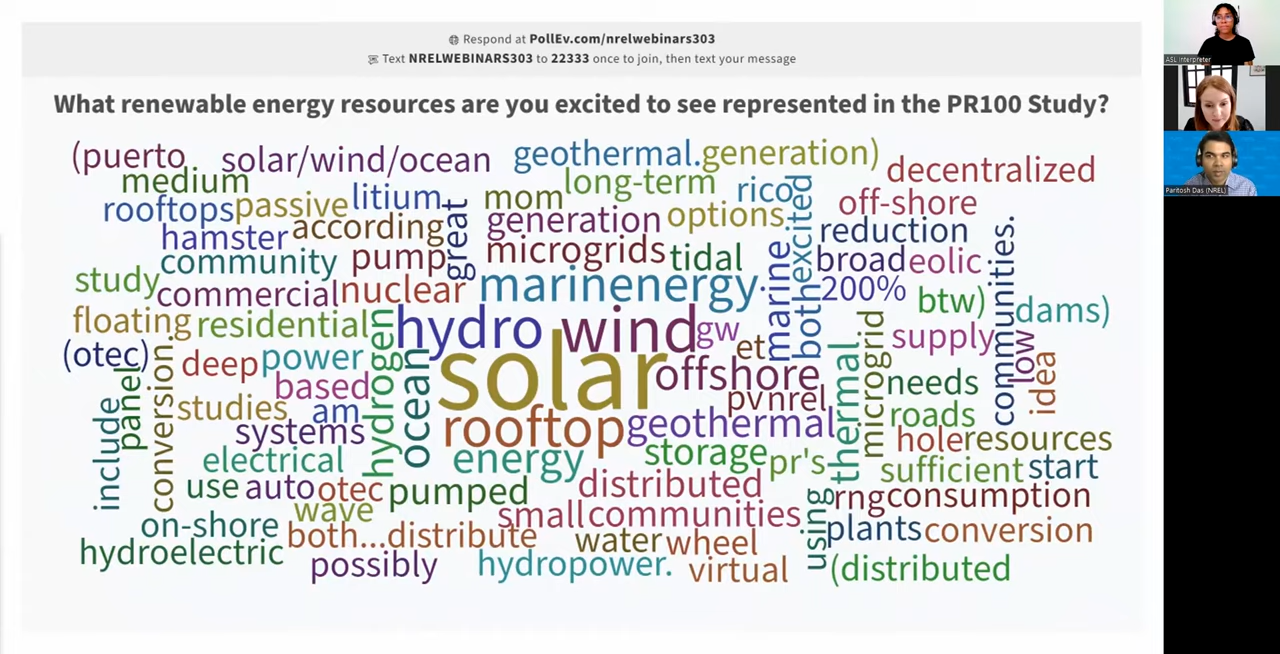 Respond at PollEv.com/nrelwebinars303
Text NRELWEBINARS303 to 22333 once to join, then text your message
What renewable energy resources are you excited to see represented in the PR100 Study?
(puerto solar/wind/ocean geothermal. generation) decentralized
medium long-term rico
rooftops passive litium mom off-shore
hamster according great generation options excited reduction
community pump microgrids tidal broad eolic communities.
study commercial nuclear marinenergy. marine both 200% btw) dams)
floating residential hydro wind gw supply
(otec) deep power hydrogen solar et microgrid low
panel conversion. based ocean offshore thermal needs idea
include studies am pvnrel roads
systems rooftop geothermal hole resources
electrical energy storage pr's sufficient start
use auto otec pumped distributed rng consumption
wave small communities using
on-shore both...distribute water wheel plants conversion
hydroelectric possibly hydropower. virtual (distributed
ASL Interpreter
Paritosh Das (NREL)